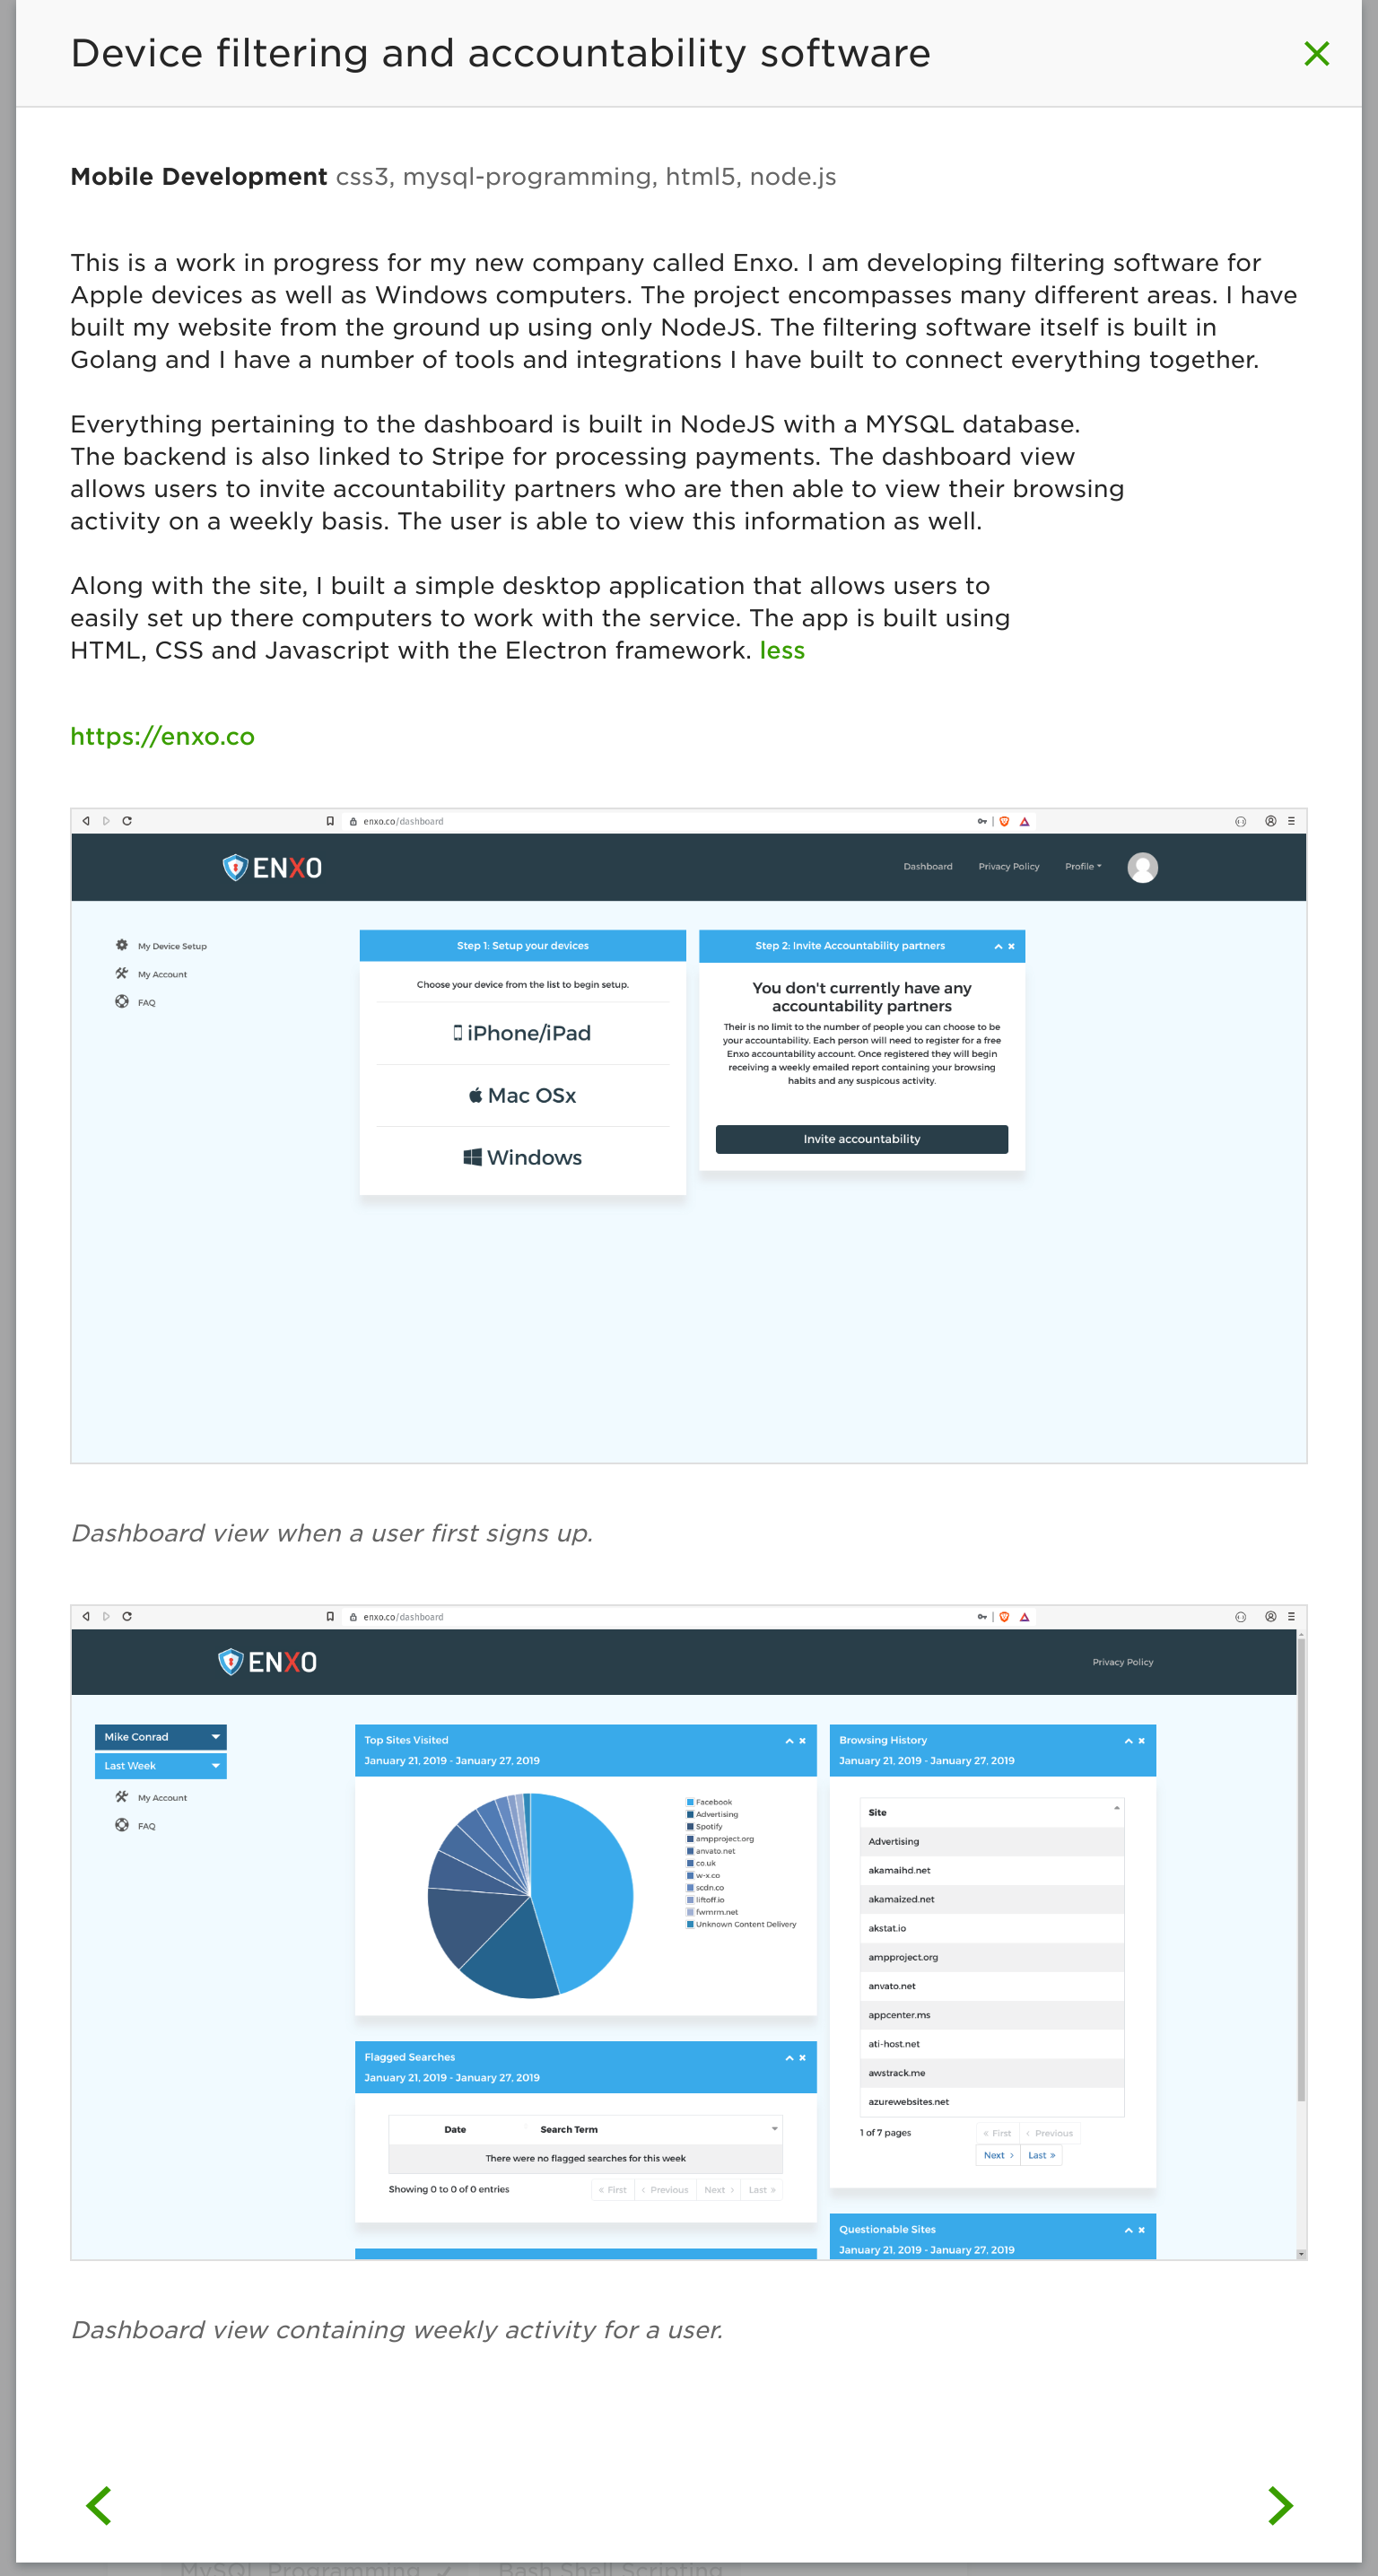 Device filtering and accountability software
Mobile Development css3, mysql-programming, html5, node.js
This is a work in progress for my new company called Enxo. I am developing filtering software for
Apple devices as well as Windows computers. The project encompasses many different areas. I have
built my website from the ground up using only NodeJS. The filtering software itself is built in
Golang and I have a number of tools and integrations I have built to connect everything together.
Everything pertaining to the dashboard is built in NodeJS with a MYSQL database.
The backend is also linked to Stripe for processing payments. The dashboard view
allows users to invite accountability partners who are then able to view their browsing
activity on a weekly basis. The user is able to view this information as well.
Along with the site, I built a simple desktop application that allows users to
easily set up there computers to work with the service. The app is built using
HTML, CSS and Javascript with the Electron framework. less
https://enxo.co
enxo.co/dashboard
ENXO
Dashboard
Privacy Policy
Profile
My Device Setup
My Account
FAQ
Step 1: Setup your devices
Choose your device from the list to begin setup.
iPhone/iPad
Mac OSx
Windows
Step 2: Invite Accountability partners
You don't currently have any
accountability partners
Their is no limit to the number of people you can choose to be
your accountability. Each person will need to register for a free
Enxo accountability account. Once registered they will begin
receiving a weekly emailed report containing your browsing
habits and any suspicous activity.
Invite accountability
Dashboard view when a user first signs up.
enxo.co/dashboard
ENXO
Privacy Policy
Mike Conrad
Last Week
My Account
FAQ
Top Sites Visited
January 21, 2019 - January 27, 2019
Facebook
Advertising
Spotify
ampproject.org
anvato.net
co.uk
w-x.co
scdn.co
liftoff.io
fwmrm.net
Unknown Content Delivery
Flagged Searches
January 21, 2019 - January 27, 2019
Date Search Term
There were no flagged searches for this week
Showing 0 to 0 of 0 entries
« First ‹ Previous Next › Last »
Browsing History
January 21, 2019 - January 27, 2019
Site
Advertising
akamaihd.net
akamaized.net
akstat.io
ampproject.org
anvato.net
appcenter.ms
ati-host.net
awstrack.me
azurewebsites.net
1 of 7 pages
« First ‹ Previous
Next › Last »
Questionable Sites
January 21, 2019 - January 27, 2019
Dashboard view containing weekly activity for a user.
MySQL Programming
Bash Shell Scripting